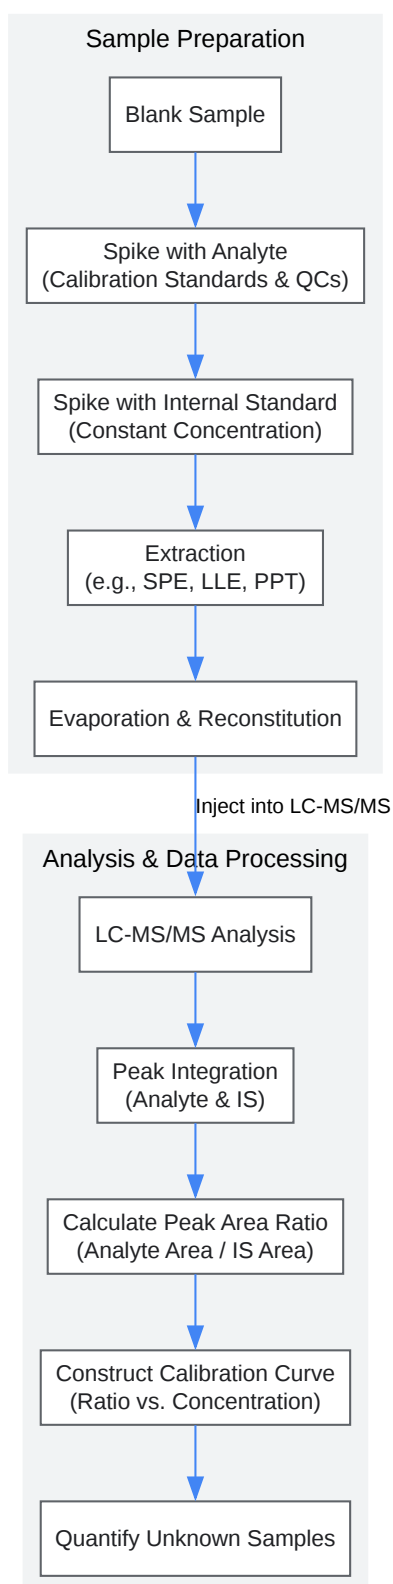 Sample Preparation
Blank Sample
Spike with Analyte
(Calibration Standards & QCs)
Spike with Internal Standard
(Constant Concentration)
Extraction
(e.g., SPE, LLE, PPT)
Evaporation & Reconstitution
Inject into LC-MS/MS
Analysis & Data Processing
LC-MS/MS Analysis
Peak Integration
(Analyte & IS)
Calculate Peak Area Ratio
(Analyte Area / IS Area)
Construct Calibration Curve
(Ratio vs. Concentration)
Quantify Unknown Samples